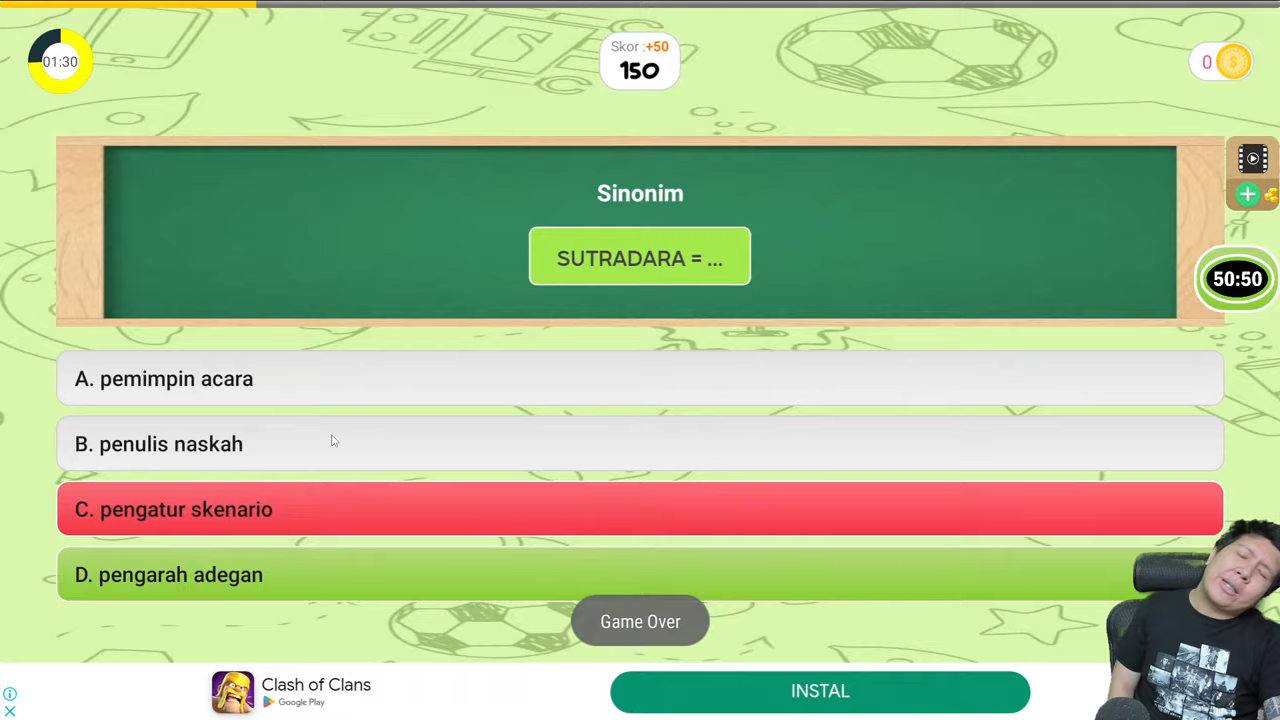 01:30
Skor :+50
150
0
Sinonim
SUTRADARA = ...
50:50
A. pemimpin acara
B. penulis naskah
C. pengatur skenario
D. pengarah adegan
Game Over
Clash of Clans
Google Play
INSTAL